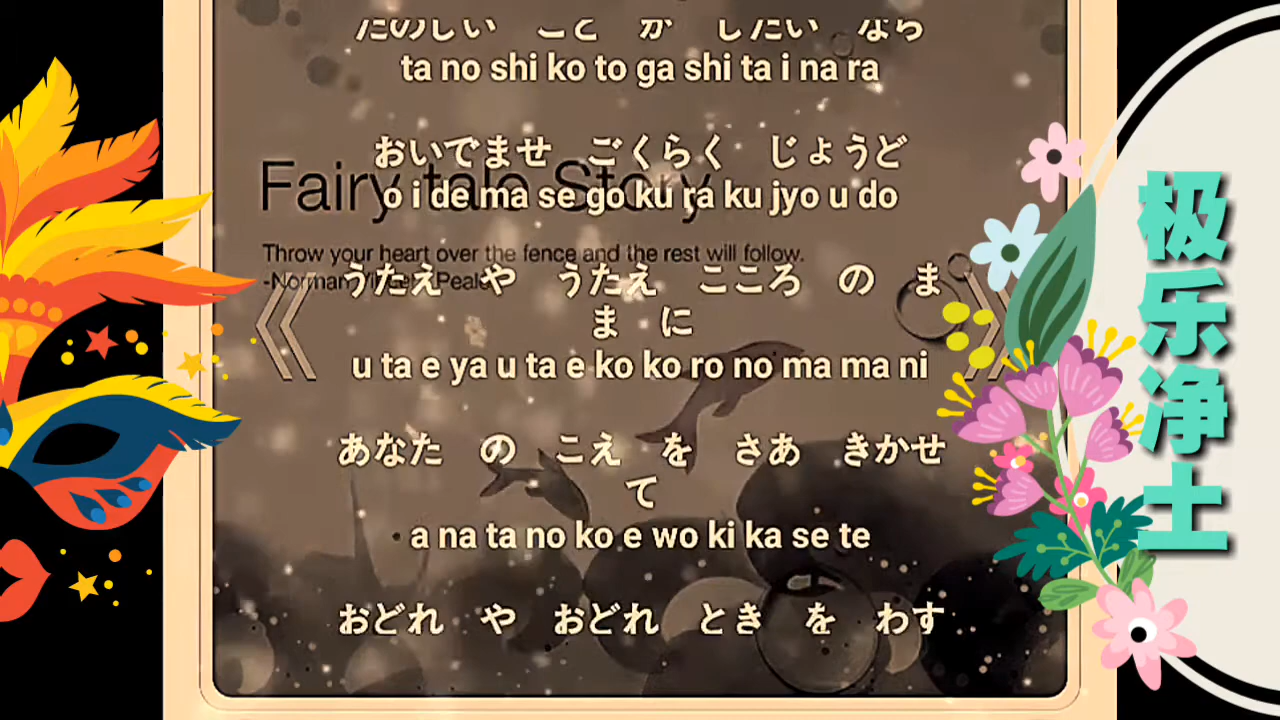 たのしい こと が したい なら
ta no shi ko to ga shi ta i na ra
おいでませ ごくらく じょうど
o i de ma se go ku ra ku jyo u do
Fairy tale Story
Throw your heart over the fence and the rest will follow.
-Norman Vincent Peale
うたえ や うたえ こころ の ま
ま に
u ta e ya u ta e ko ko ro no ma ma ni
あなた の こえ を さあ きかせ
て
a na ta no ko e wo ki ka se te
おどれ や おどれ とき を わす
极乐净土